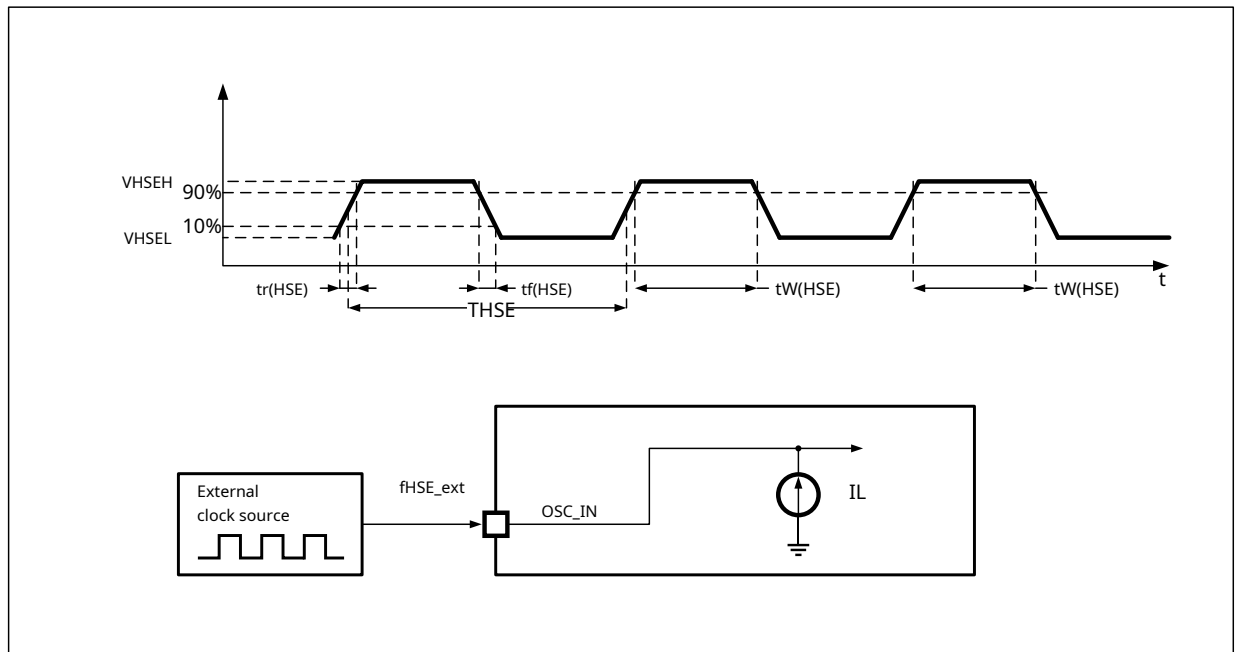 VHSEH
90%
10%
VHSEL
tr(HSE)
tf(HSE)
tW(HSE)
tW(HSE)
t
THSE
External
clock source
fHSE_ext
OSC_IN
IL